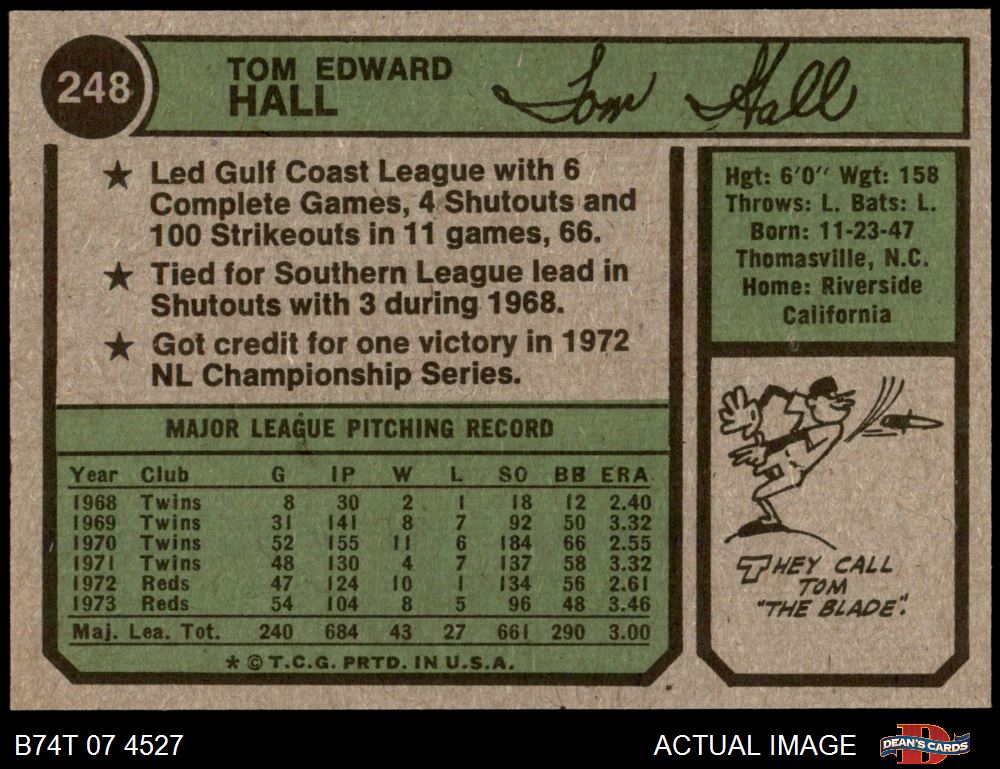 248
TOM EDWARD
HALL
Tom Hall
★ Led Gulf Coast League with 6
Complete Games, 4 Shutouts and
100 Strikeouts in 11 games, 66.
★ Tied for Southern League lead in
Shutouts with 3 during 1968.
★ Got credit for one victory in 1972
NL Championship Series.
Hgt: 6'0" Wgt: 158
Throws: L. Bats: L.
Born: 11-23-47
Thomasville, N.C.
Home: Riverside
California
MAJOR LEAGUE PITCHING RECORD
Year Club G IP W L SO BB ERA
1968 Twins 8 30 2 1 18 12 2.40
1969 Twins 31 141 8 7 92 50 3.32
1970 Twins 52 155 11 6 184 66 2.55
1971 Twins 48 130 4 7 137 58 3.32
1972 Reds 47 124 10 1 134 56 2.61
1973 Reds 54 104 8 5 96 48 3.46
Maj. Lea. Tot. 240 684 43 27 661 290 3.00
* © T.C.G. PRTD. IN U.S.A.
THEY CALL
TOM
"THE BLADE".
B74T 07 4527
ACTUAL IMAGE
DEAN'S CARDS